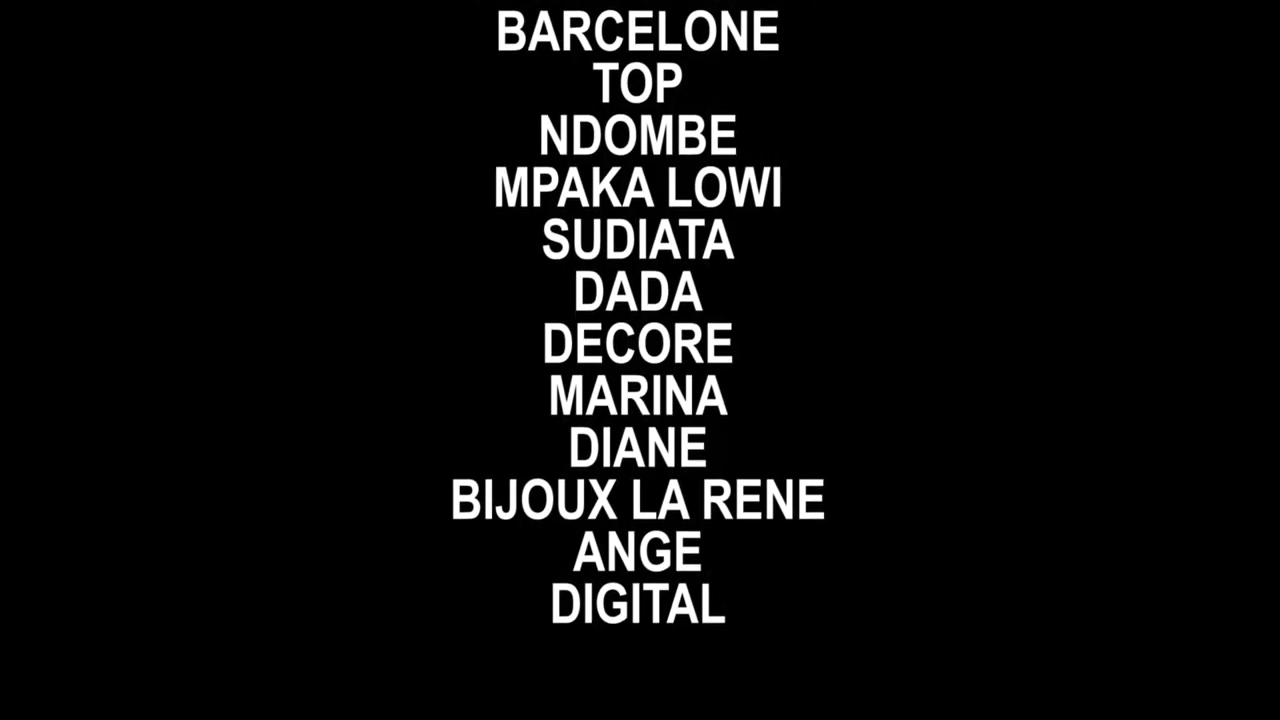 BARCELONE
TOP
NDOMBE
MPAKA LOWI
SUDIATA
DADA
DECORE
MARINA
DIANE
BIJOUX LA RENE
ANGE
DIGITAL